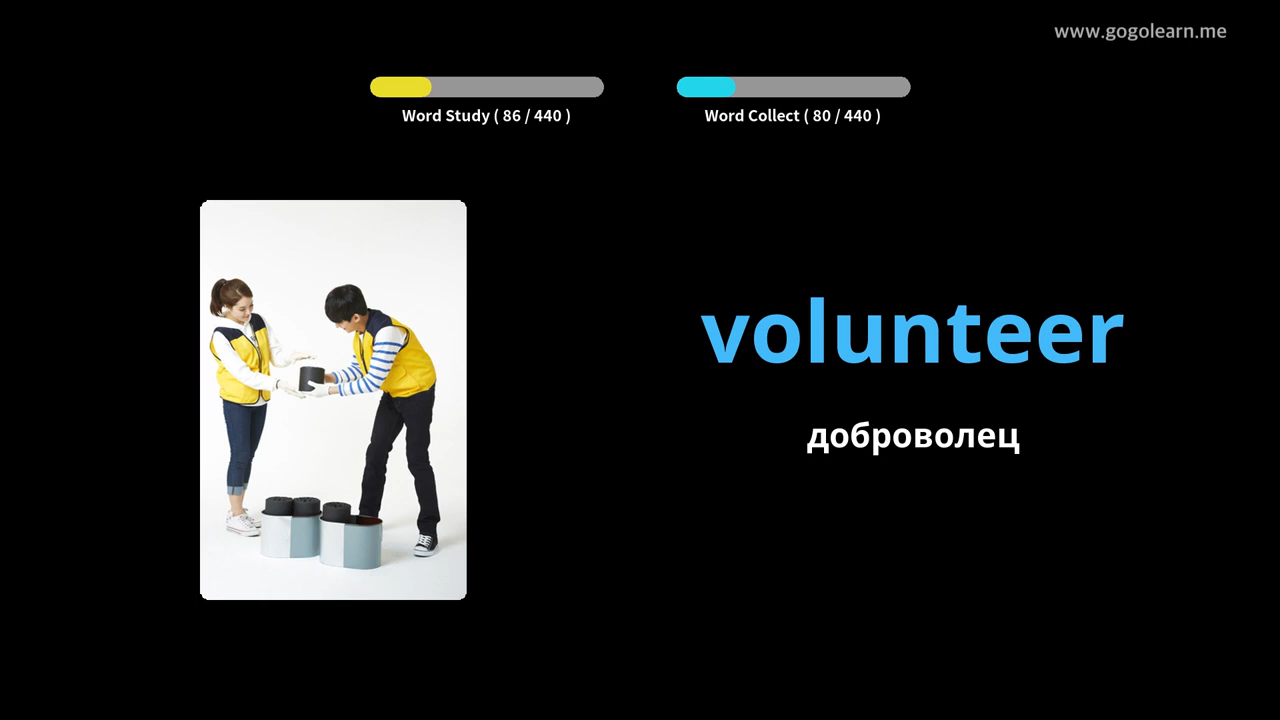 www.gogolearn.me
Word Study ( 86 / 440 )
Word Collect ( 80 / 440 )
volunteer
доброволец